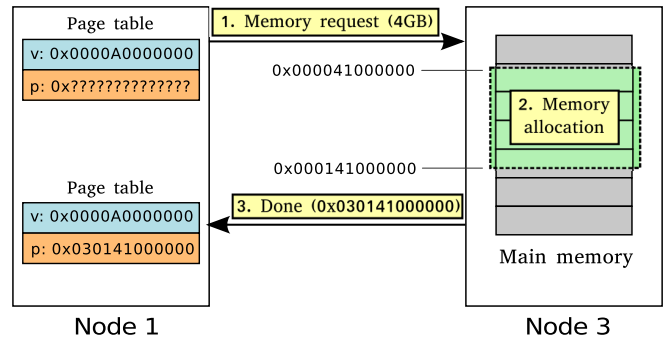 Page table
v: 0x0000A0000000
p: 0x??????????????
1. Memory request (4GB)
0x000041000000
2. Memory
allocation
0x000141000000
Page table
v: 0x0000A0000000
p: 0x030141000000
3. Done (0x030141000000)
Main memory
Node 1
Node 3